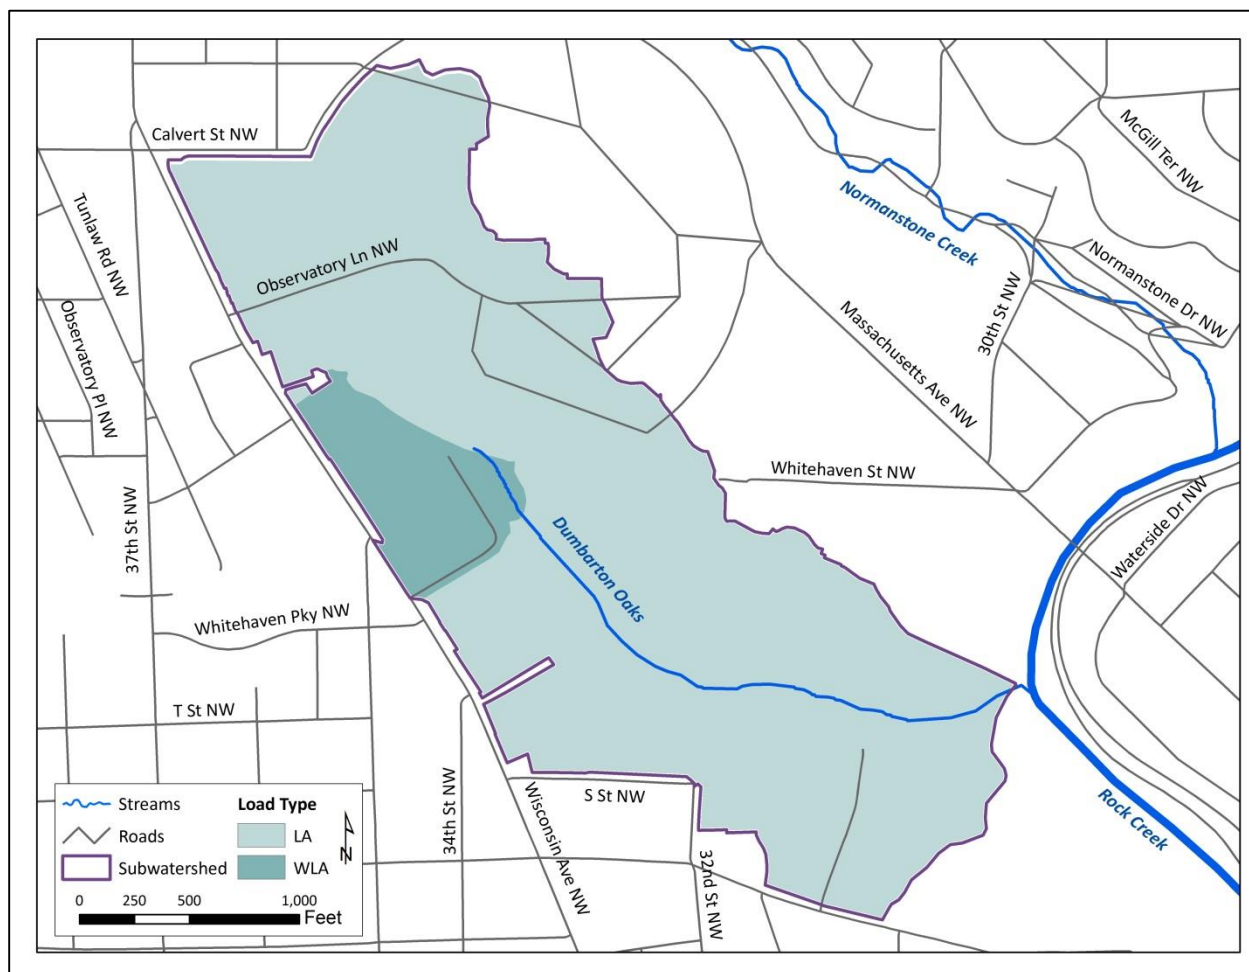 Calvert St NW
McGill Ter NW
Tunlaw Rd NW
Normanstone Creek
Observatory Ln NW
Normanstone Dr NW
30th St NW
Massachusetts Ave NW
Observatory Pl NW
Whitehaven St NW
37th St NW
Waterside Dr NW
Dumbarton Oaks
Whitehaven Pky NW
T St NW
34th St NW
Wisconsin Ave NW
S St NW
32nd St NW
Rock Creek
Streams
Roads
Subwatershed
Load Type
LA
WLA
N
0 250 500 1,000
Feet